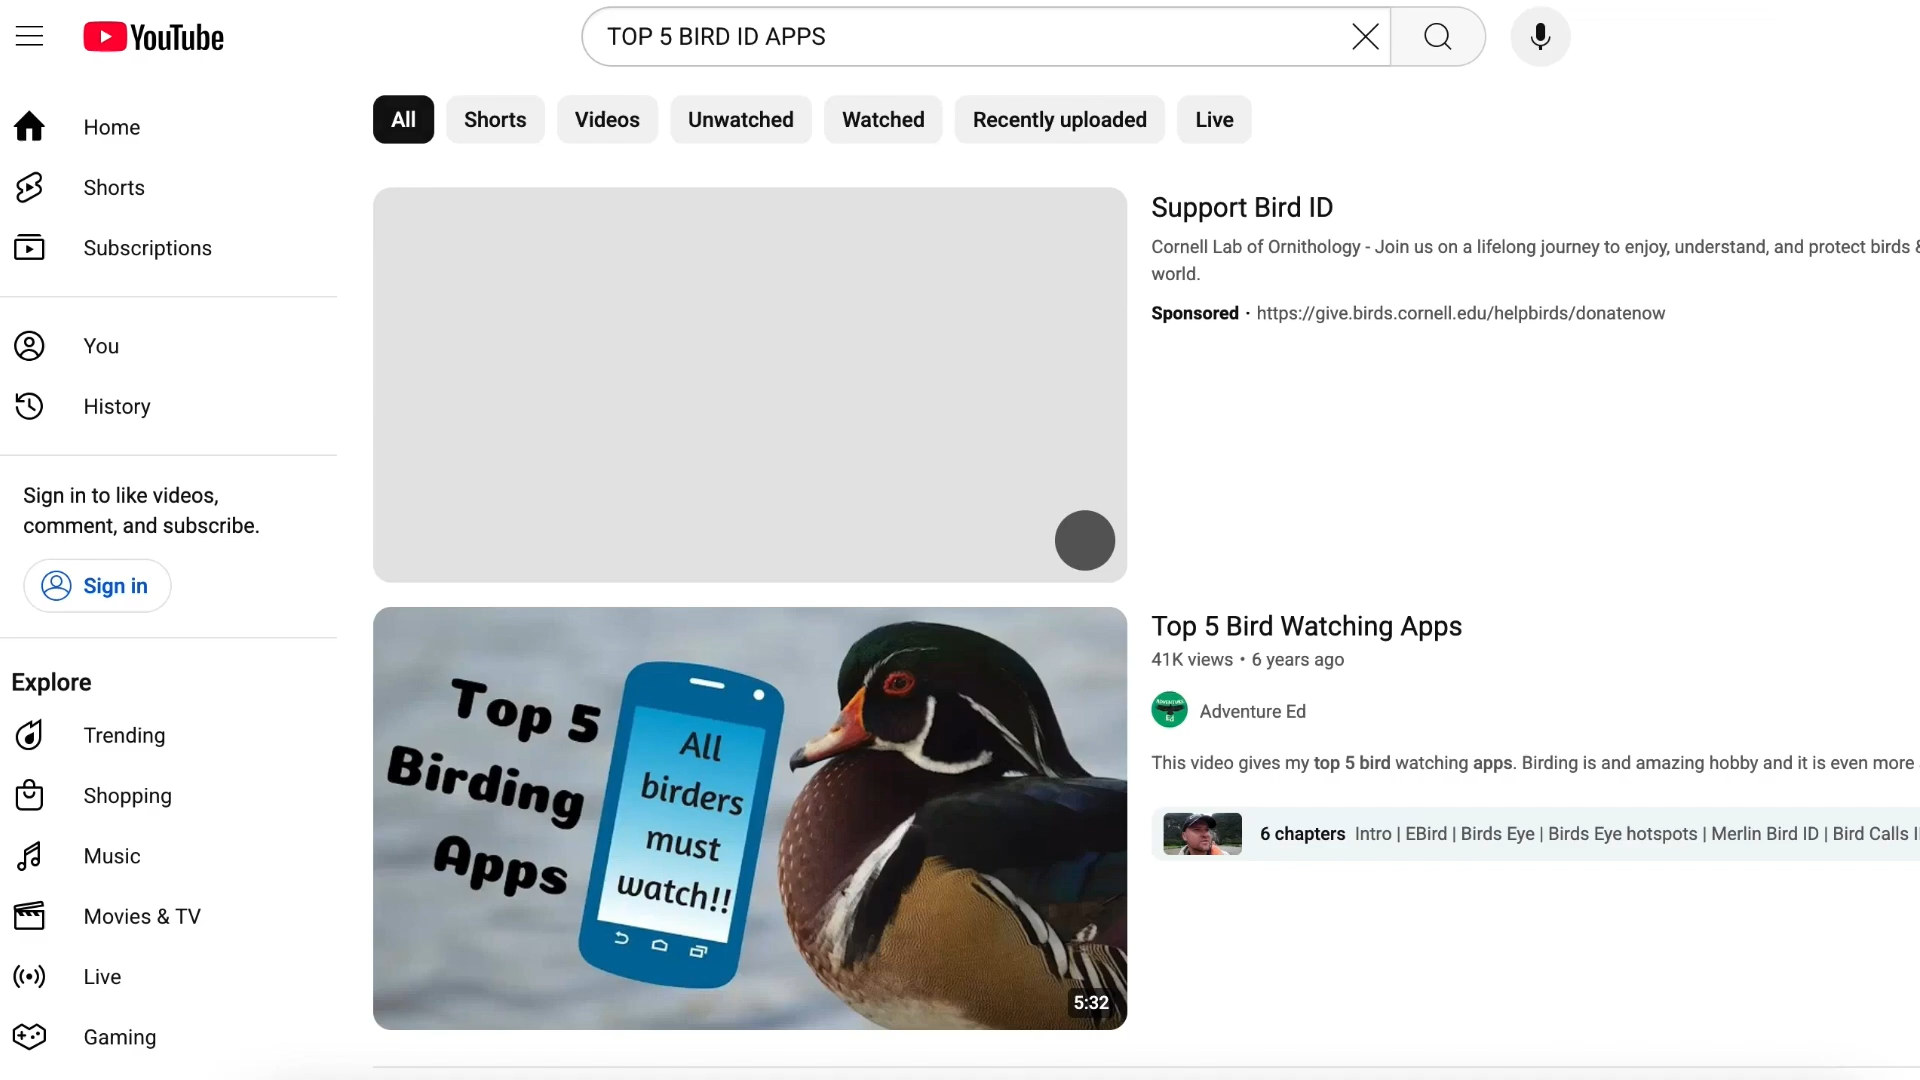 YouTube
TOP 5 BIRD ID APPS
All
Shorts
Videos
Unwatched
Watched
Recently uploaded
Live
Home
Shorts
Subscriptions
You
History
Sign in to like videos,
comment, and subscribe.
Sign in
Explore
Trending
Shopping
Music
Movies & TV
Live
Gaming
Support Bird ID
Cornell Lab of Ornithology - Join us on a lifelong journey to enjoy, understand, and protect birds &
world.
Sponsored · https://give.birds.cornell.edu/helpbirds/donatenow
Top 5
Birding
Apps
All
birders
must
watch!!
5:32
Top 5 Bird Watching Apps
41K views • 6 years ago
Adventure Ed
This video gives my top 5 bird watching apps. Birding is and amazing hobby and it is even more
6 chapters Intro | EBird | Birds Eye | Birds Eye hotspots | Merlin Bird ID | Bird Calls